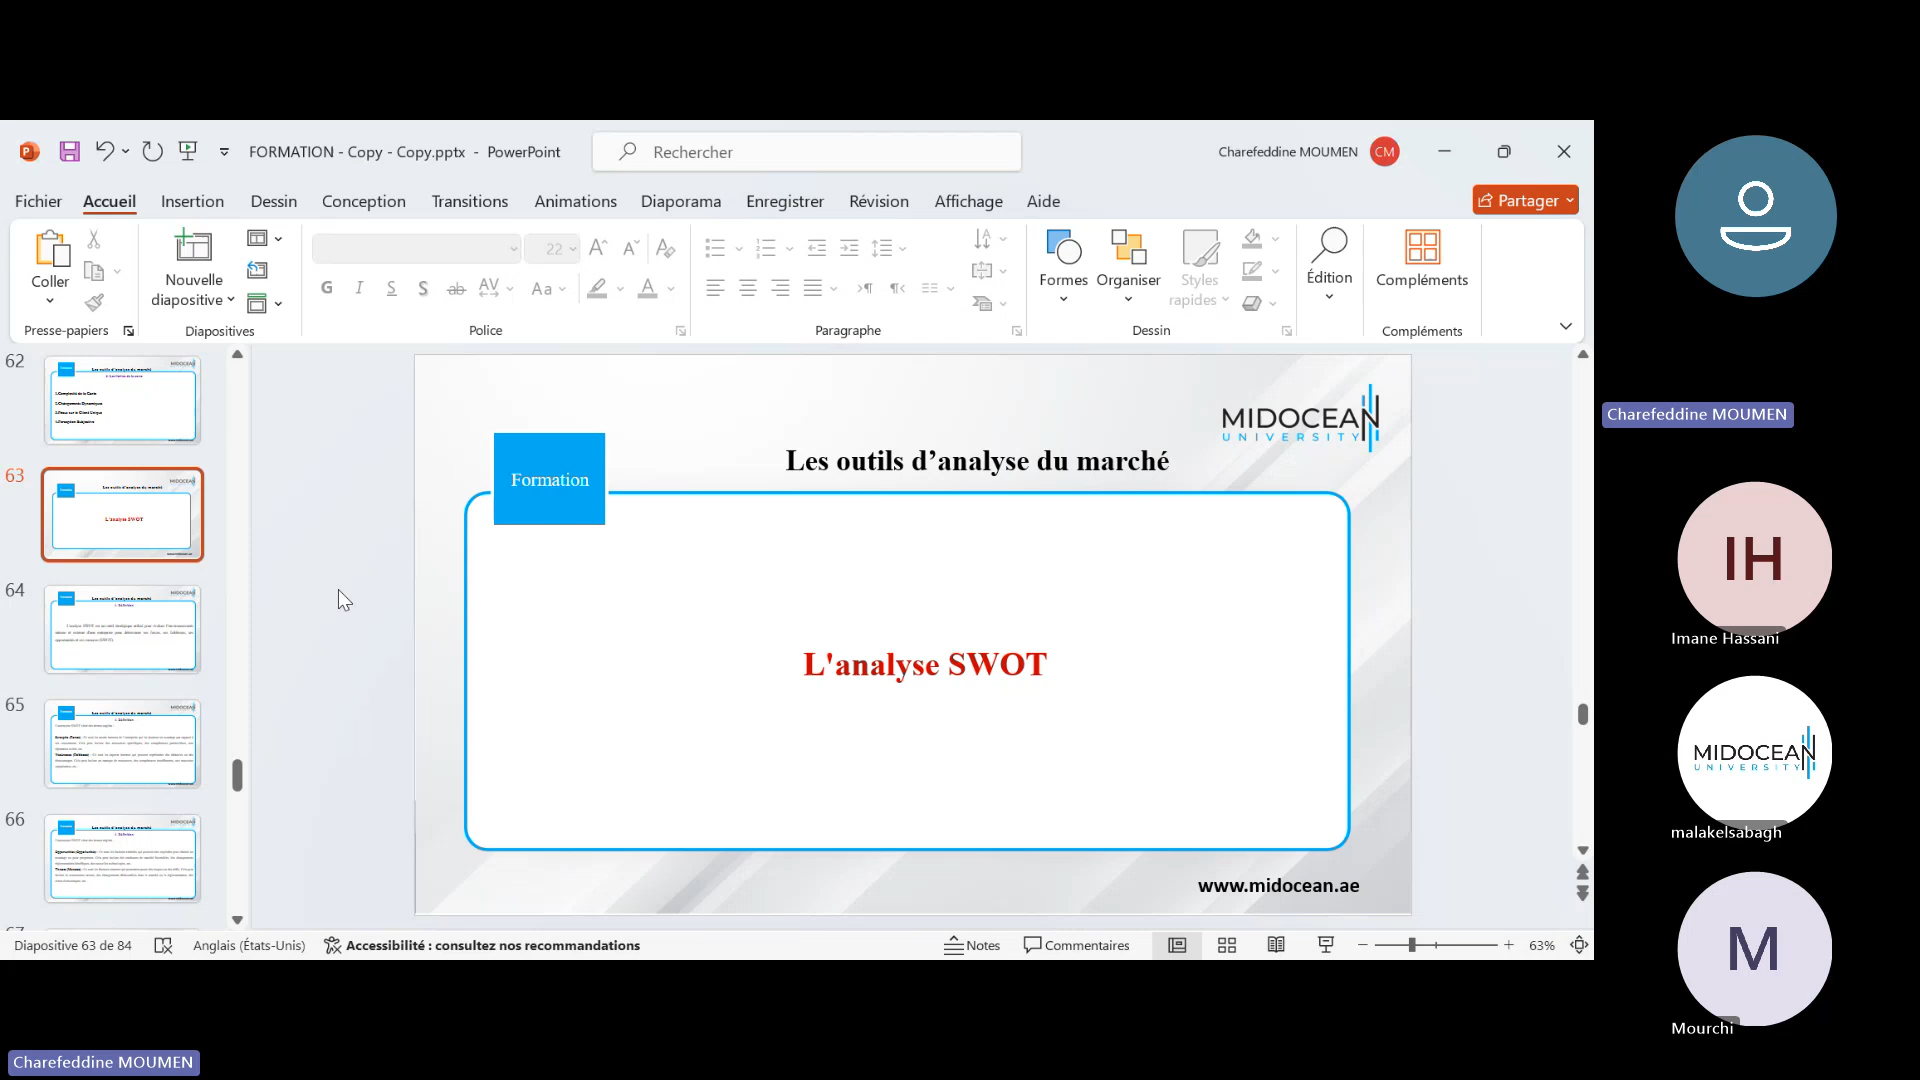 FORMATION - Copy - Copy.pptx - PowerPoint
Rechercher
Charefeddine MOUMEN
CM
Fichier Accueil Insertion Dessin Conception Transitions Animations Diaporama Enregistrer Révision Affichage Aide
Partager
Coller
Presse-papiers
Nouvelle
diapositive
Diapositives
22
Police
Paragraphe
Formes
Organiser
Styles
rapides
Dessin
Édition
Compléments
Compléments
62
63
64
65
66
MIDOCEAN
UNIVERSITY
Formation
Les outils d’analyse du marché
L'analyse SWOT
www.midocean.ae
Diapositive 63 de 84
Anglais (États-Unis)
Accessibilité : consultez nos recommandations
Notes
Commentaires
63%
Charefeddine MOUMEN
IH
Imane Hassani
MIDOCEAN
UNIVERSITY
malakelsabagh
M
Mourchi
Charefeddine MOUMEN